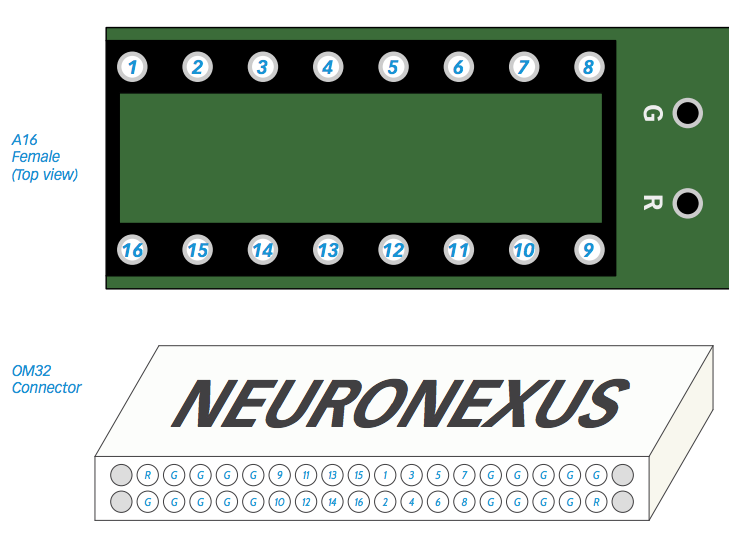 1 2 3 4 5 6 7 8
G
A16
Female
(Top view)
R
16 15 14 13 12 11 10 9
OM32
Connector
NEURONEXUS
R G G G G 9 11 13 15 1 3 5 7 G G G G G
G G G G G 10 12 14 16 2 4 6 8 G G G G R